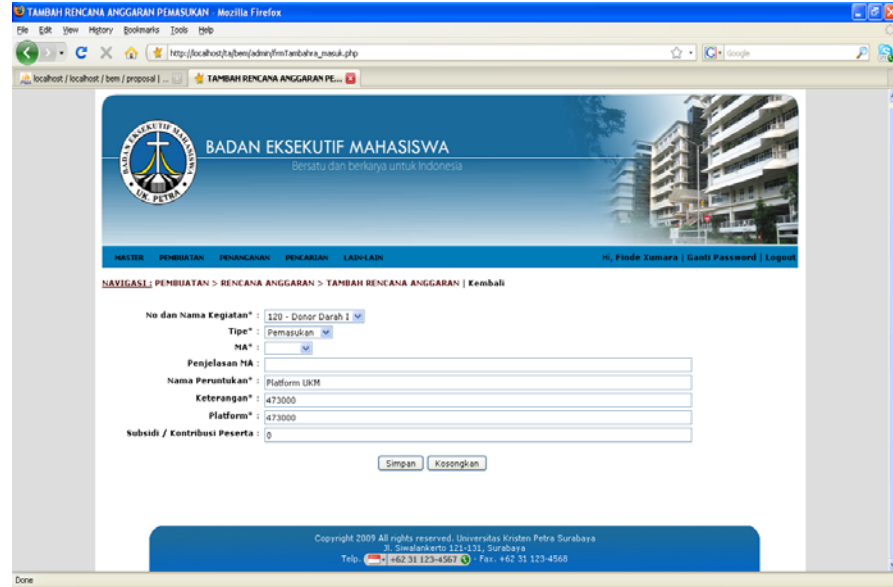 TAMBAH RENCANA ANGGARAN PEMASUKAN - Mozilla Firefox
File Edit View History Bookmarks Tools Help
http://localhost/ta/bem/admin/frmTambahra_masuk.php
Google
localhost / localhost / bem / proposal | ...
TAMBAH RENCANA ANGGARAN PE...
BADAN EKSEKUTIF MAHASISWA
UK. PETRA
BADAN EKSEKUTIF MAHASISWA
Bersatu dan berkarya untuk Indonesia
MASTER PEMBUATAN PENANGANAN PENCARIAN LAIN-LAIN
Hi, Finde Xumara | Ganti Password | Logout
NAVIGASI : PEMBUATAN > RENCANA ANGGARAN > TAMBAH RENCANA ANGGARAN | Kembali
No dan Nama Kegiatan* : 120 - Donor Darah 1
Tipe* : Pemasukan
MA* :
Penjelasan MA :
Nama Peruntukan* : Platform UKM
Keterangan* : 473000
Platform* : 473000
Subsidi / Kontribusi Peserta : 0
Simpan Kosongkan
Copyright 2009 All rights reserved. Universitas Kristen Petra Surabaya
Jl. Siwalankerto 121-131, Surabaya
Telp. +62 31 123-4567 - Fax. +62 31 123-4568
Done